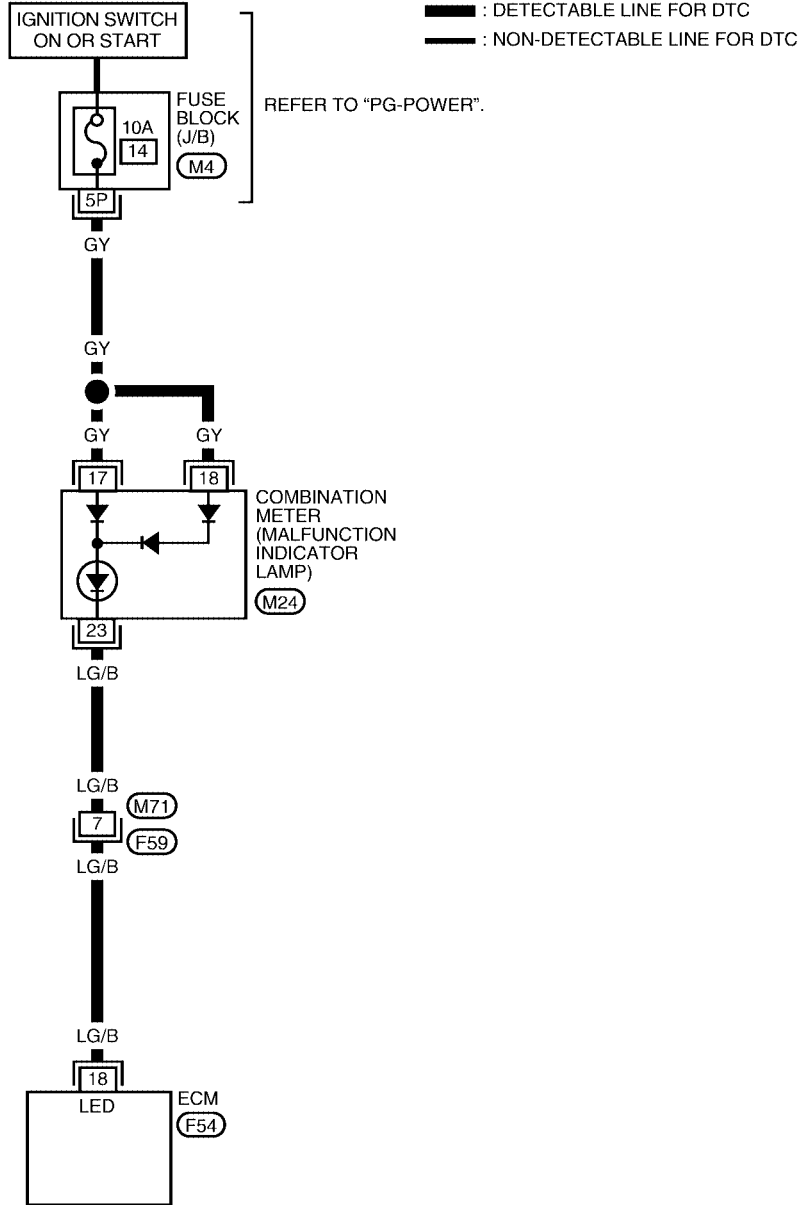 IGNITION SWITCH
ON OR START
: DETECTABLE LINE FOR DTC
: NON-DETECTABLE LINE FOR DTC
FUSE
BLOCK
(J/B)
M4
10A
14
REFER TO “PG-POWER”.
5P
GY
GY
GY
GY
17
18
COMBINATION
METER
(MALFUNCTION
INDICATOR
LAMP)
M24
23
LG/B
LG/B
M71
7
F59
LG/B
LG/B
18
LED
ECM
F54